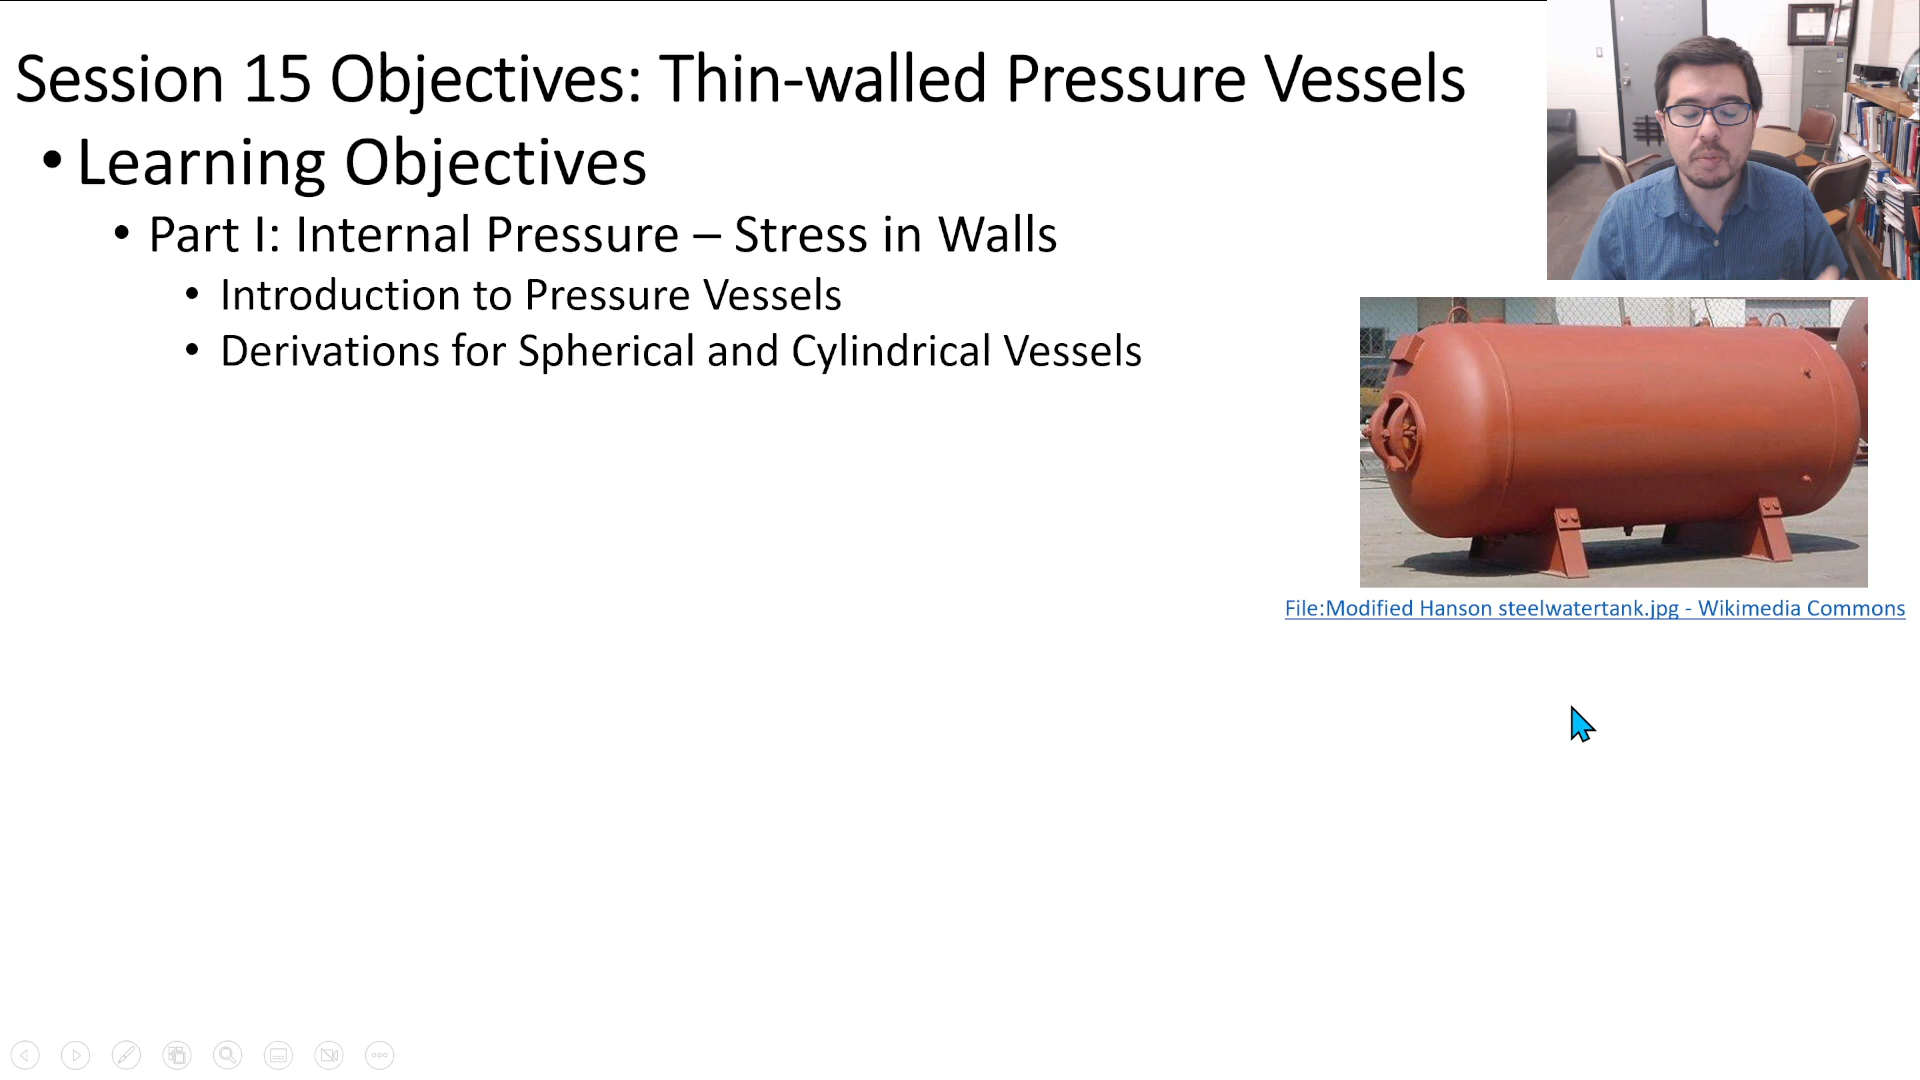 Session 15 Objectives: Thin-walled Pressure Vessels
• Learning Objectives
• Part I: Internal Pressure – Stress in Walls
• Introduction to Pressure Vessels
• Derivations for Spherical and Cylindrical Vessels
File:Modified Hanson steelwatertank.jpg - Wikimedia Commons